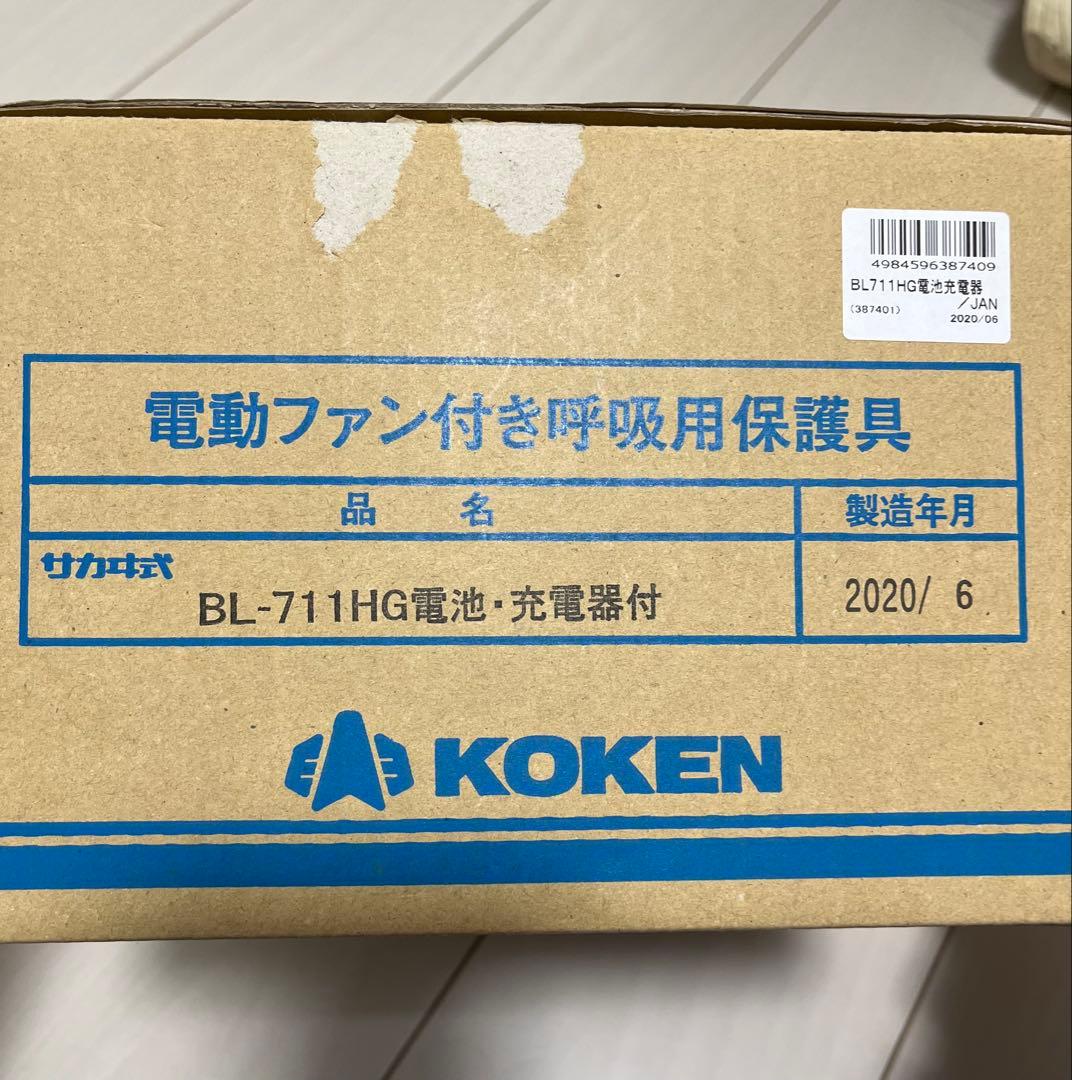 4984596387409
BL711HG電池充電器
/JAN
(387401)
2020/06
電動ファン付き呼吸用保護具
品 名
製造年月
サカヰ式
BL-711HG電池・充電器付
2020/ 6
KOKEN